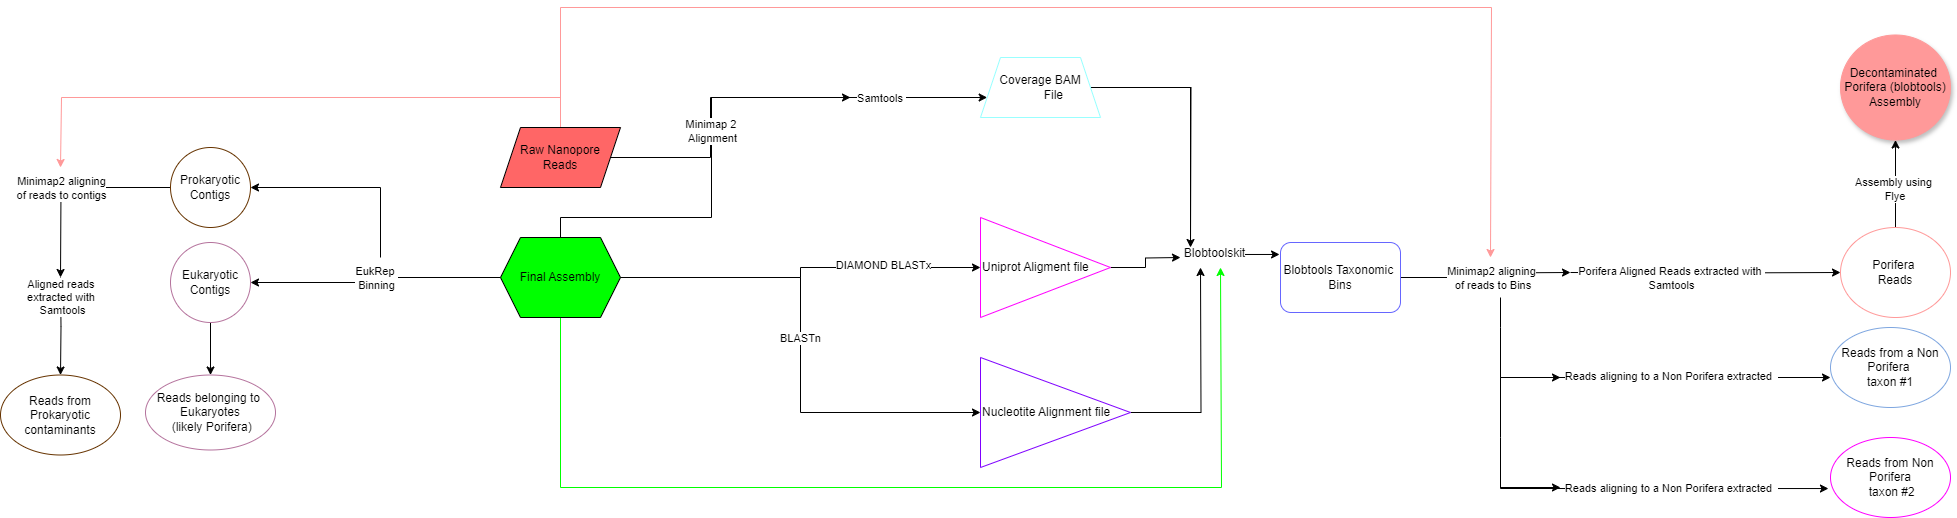 Decontaminated
Porifera (blobtools)
Assembly
Coverage BAM
File
Samtools
Minimap 2
Alignment
Raw Nanopore
Reads
Minimap2 aligning
of reads to contigs
Prokaryotic
Contigs
Assembly using
Flye
Eukaryotic
Contigs
EukRep
Binning
Final Assembly
DIAMOND BLASTx
Uniprot Aligment file
Blobtoolskit
Blobtools Taxonomic
Bins
Minimap2 aligning
of reads to Bins
Porifera Aligned Reads extracted with
Samtools
Porifera
Reads
Aligned reads
extracted with
Samtools
BLASTn
Reads from a Non
Porifera
taxon #1
Reads aligning to a Non Porifera extracted
Reads from
Prokaryotic
contaminants
Reads belonging to
Eukaryotes
(likely Porifera)
Nucleotite Alignment file
Reads aligning to a Non Porifera extracted
Reads from Non
Porifera
taxon #2